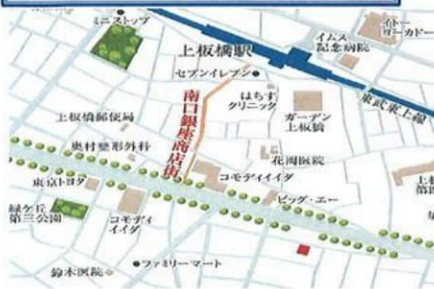 ミニストップ
イトー
ヨーカドー
イムス
記念病院
上板橋駅
セブンイレブン
東武東上線
はちす
クリニック
ガーデン
上板橋
上板橋郵便局
南口銀座商店街
奥村整形外科
花岡医院
東京トヨタ
コモディイイダ
ビッグ・エー
緑ケ丘
第三公園
コモディ
イイダ
鈴木医院
ファミリーマート